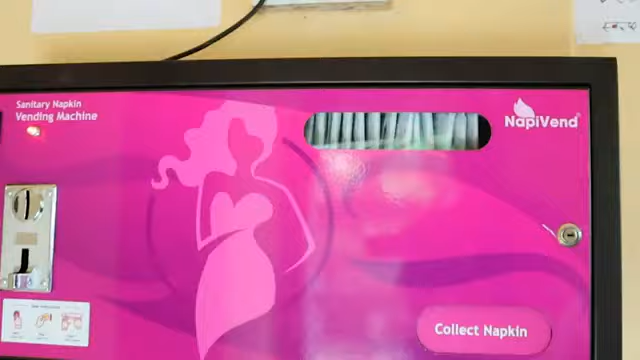 Sanitary Napkin
Vending Machine
NapiVend
Collect Napkin